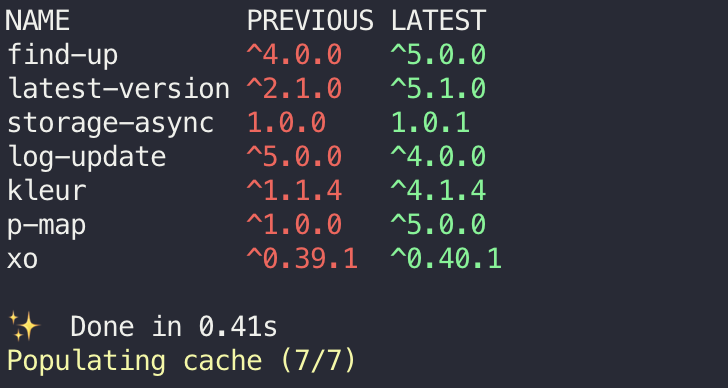 NAME PREVIOUS LATEST
find-up ^4.0.0 ^5.0.0
latest-version ^2.1.0 ^5.1.0
storage-async 1.0.0 1.0.1
log-update ^5.0.0 ^4.0.0
kleur ^1.1.4 ^4.1.4
p-map ^1.0.0 ^5.0.0
xo ^0.39.1 ^0.40.1
✨ Done in 0.41s
Populating cache (7/7)